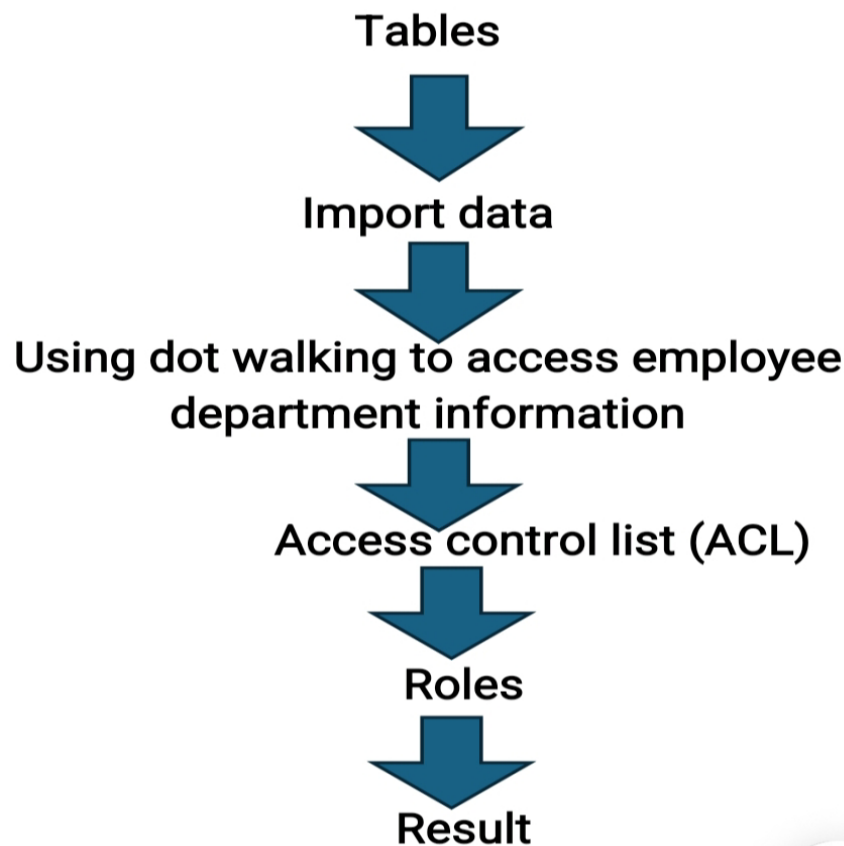 Tables
Import data
Using dot walking to access employee
department information
Access control list (ACL)
Roles
Result